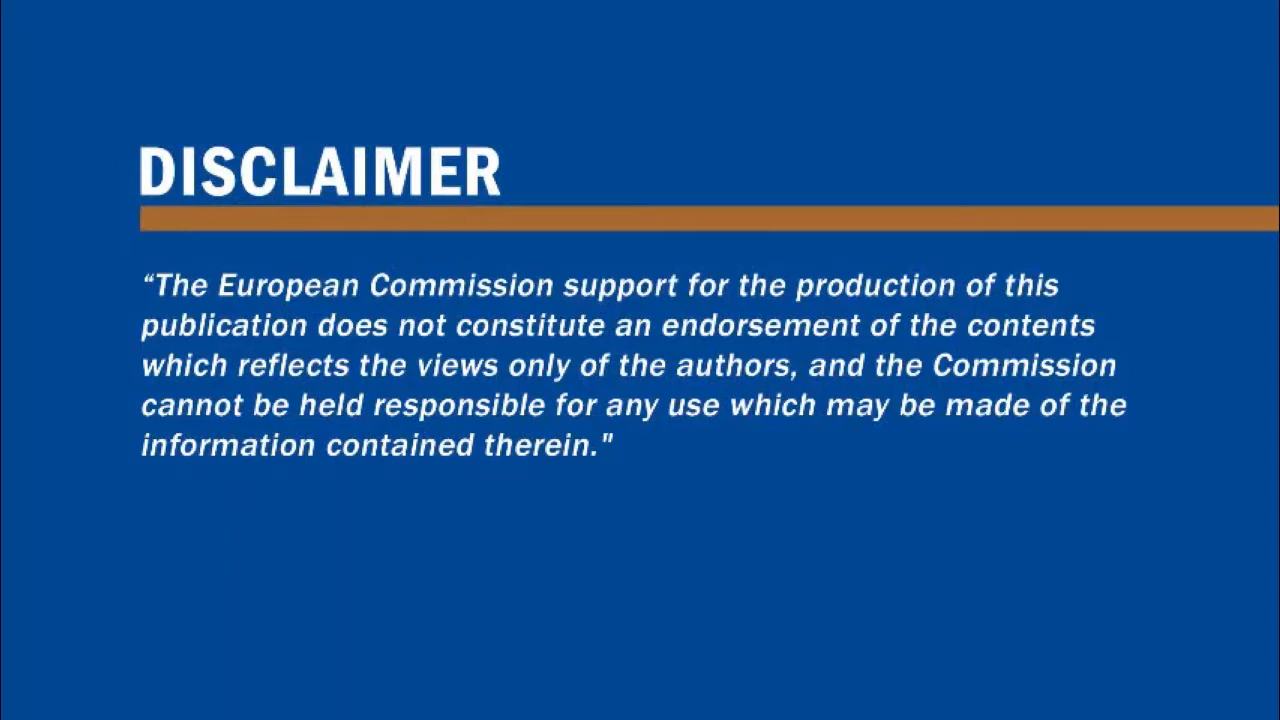 DISCLAIMER
“The European Commission support for the production of this
publication does not constitute an endorsement of the contents
which reflects the views only of the authors, and the Commission
cannot be held responsible for any use which may be made of the
information contained therein."